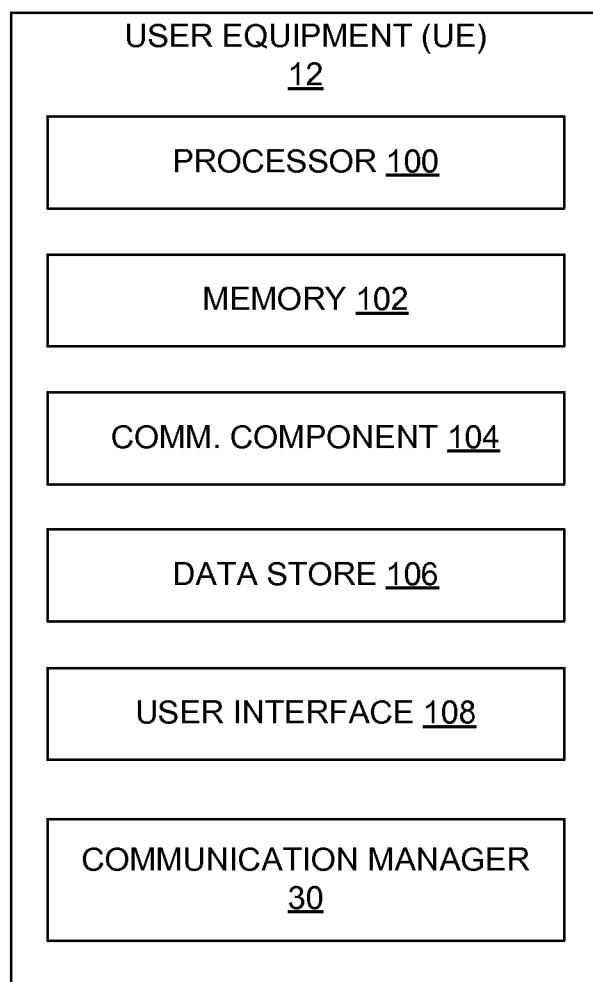 USER EQUIPMENT (UE)
12
PROCESSOR 100
MEMORY 102
COMM. COMPONENT 104
DATA STORE 106
USER INTERFACE 108
COMMUNICATION MANAGER
30